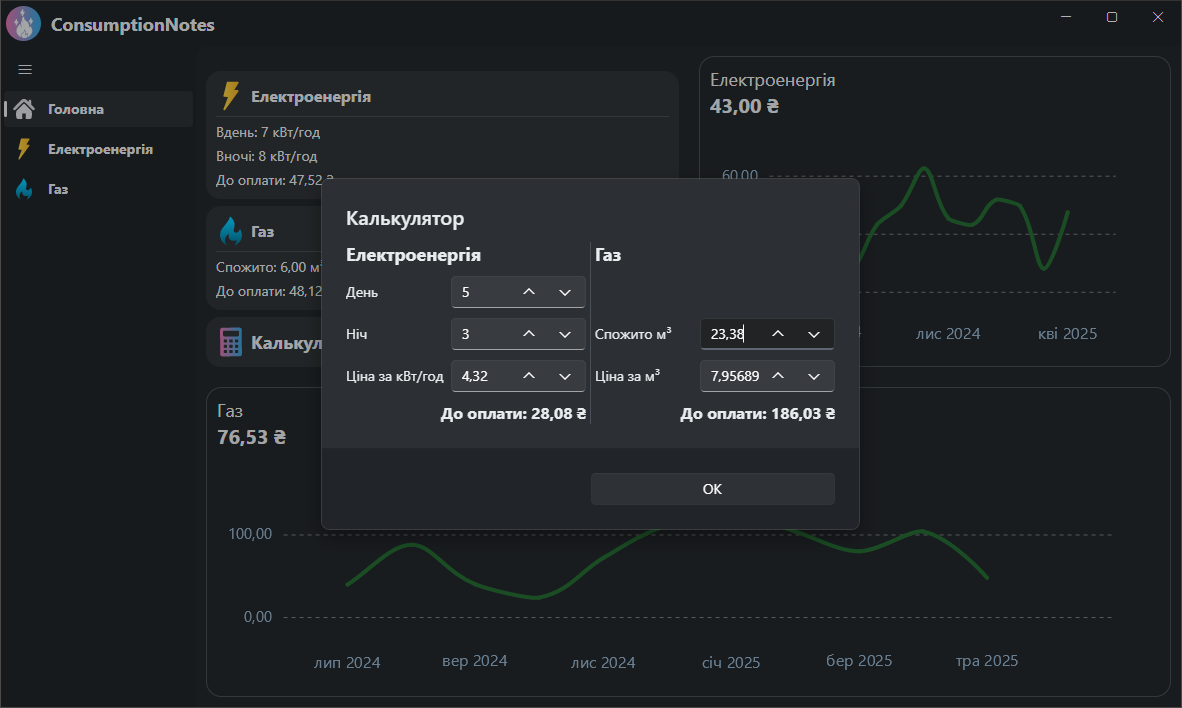 ConsumptionNotes
Головна
Електроенергія
Газ
Електроенергія
Вдень: 7 кВт/год
Вночі: 8 кВт/год
До оплати: 47,52
Газ
Спожито: 6,00 м³
До оплати: 48,12
Калькул
Електроенергія
43,00 ₴
60,00
лис 2024
кві 2025
Калькулятор
Електроенергія
День
5
Ніч
3
Ціна за кВт/год
4,32
До оплати: 28,08 ₴
Газ
Спожито м³
23,38
Ціна за м³
7,95689
До оплати: 186,03 ₴
OK
Газ
76,53 ₴
100,00
0,00
лип 2024
вер 2024
лис 2024
січ 2025
бер 2025
тра 2025